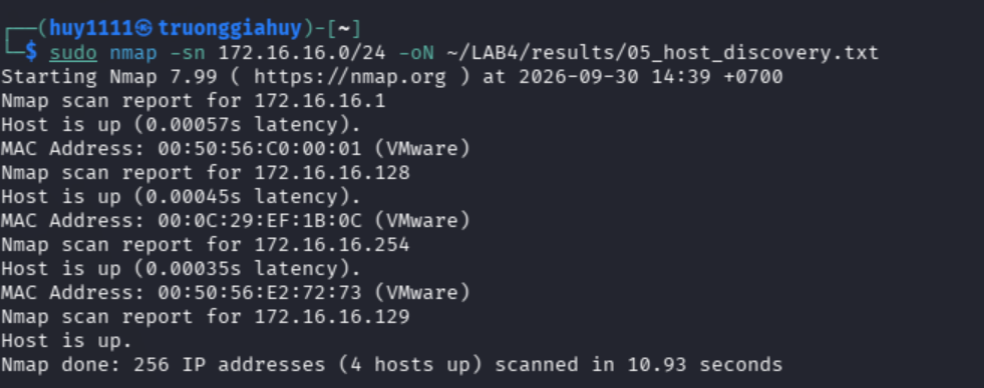 ┌──(huy1111㉿truonggiahuy)-[~]
└─$ sudo nmap -sn 172.16.16.0/24 -oN ~/LAB4/results/05_host_discovery.txt
Starting Nmap 7.99 ( https://nmap.org ) at 2026-09-30 14:39 +0700
Nmap scan report for 172.16.16.1
Host is up (0.00057s latency).
MAC Address: 00:50:56:C0:00:01 (VMware)
Nmap scan report for 172.16.16.128
Host is up (0.00045s latency).
MAC Address: 00:0C:29:EF:1B:0C (VMware)
Nmap scan report for 172.16.16.254
Host is up (0.00035s latency).
MAC Address: 00:50:56:E2:72:73 (VMware)
Nmap scan report for 172.16.16.129
Host is up.
Nmap done: 256 IP addresses (4 hosts up) scanned in 10.93 seconds